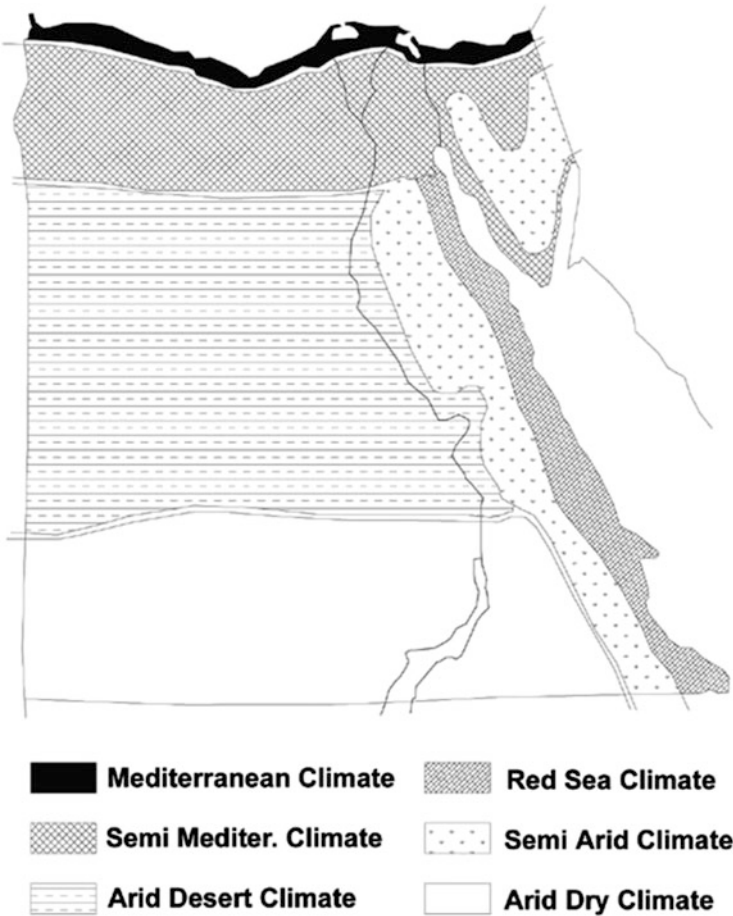 Mediterranean Climate
Red Sea Climate
Semi Mediter. Climate
Semi Arid Climate
Arid Desert Climate
Arid Dry Climate